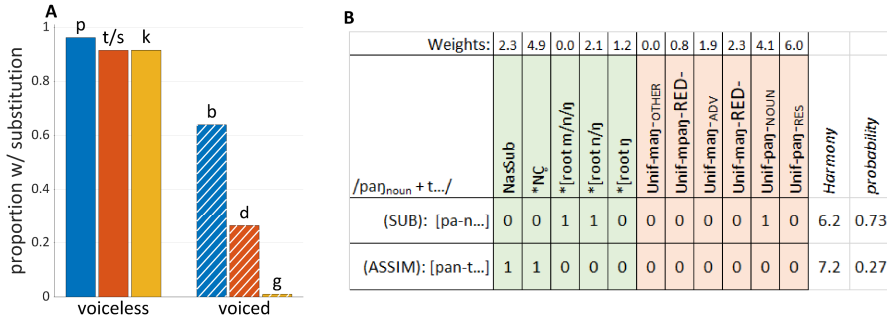 A
proportion w/ substitution
1
0.8
0.6
0.4
0.2
0
p
t/s
k
b
d
g
voiceless
voiced
B
Weights: 2.3 4.9 0.0 2.1 1.2 0.0 0.8 1.9 2.3 4.1 6.0
/paŋnoun + t…/ NasSub *NC̥ *[root m/n/ŋ *[root n/ŋ *[root ŋ Unif-maŋ-OTHER Unif-mpaŋ-RED- Unif-maŋ-ADV Unif-maŋ-RED- Unif-paŋ-NOUN Unif-paŋ-RES Harmony probability
(SUB): [pa-n…] 0 0 1 1 0 0 0 0 0 1 0 6.2 0.73
(ASSIM): [pan-t…] 1 1 0 0 0 0 0 0 0 0 0 7.2 0.27